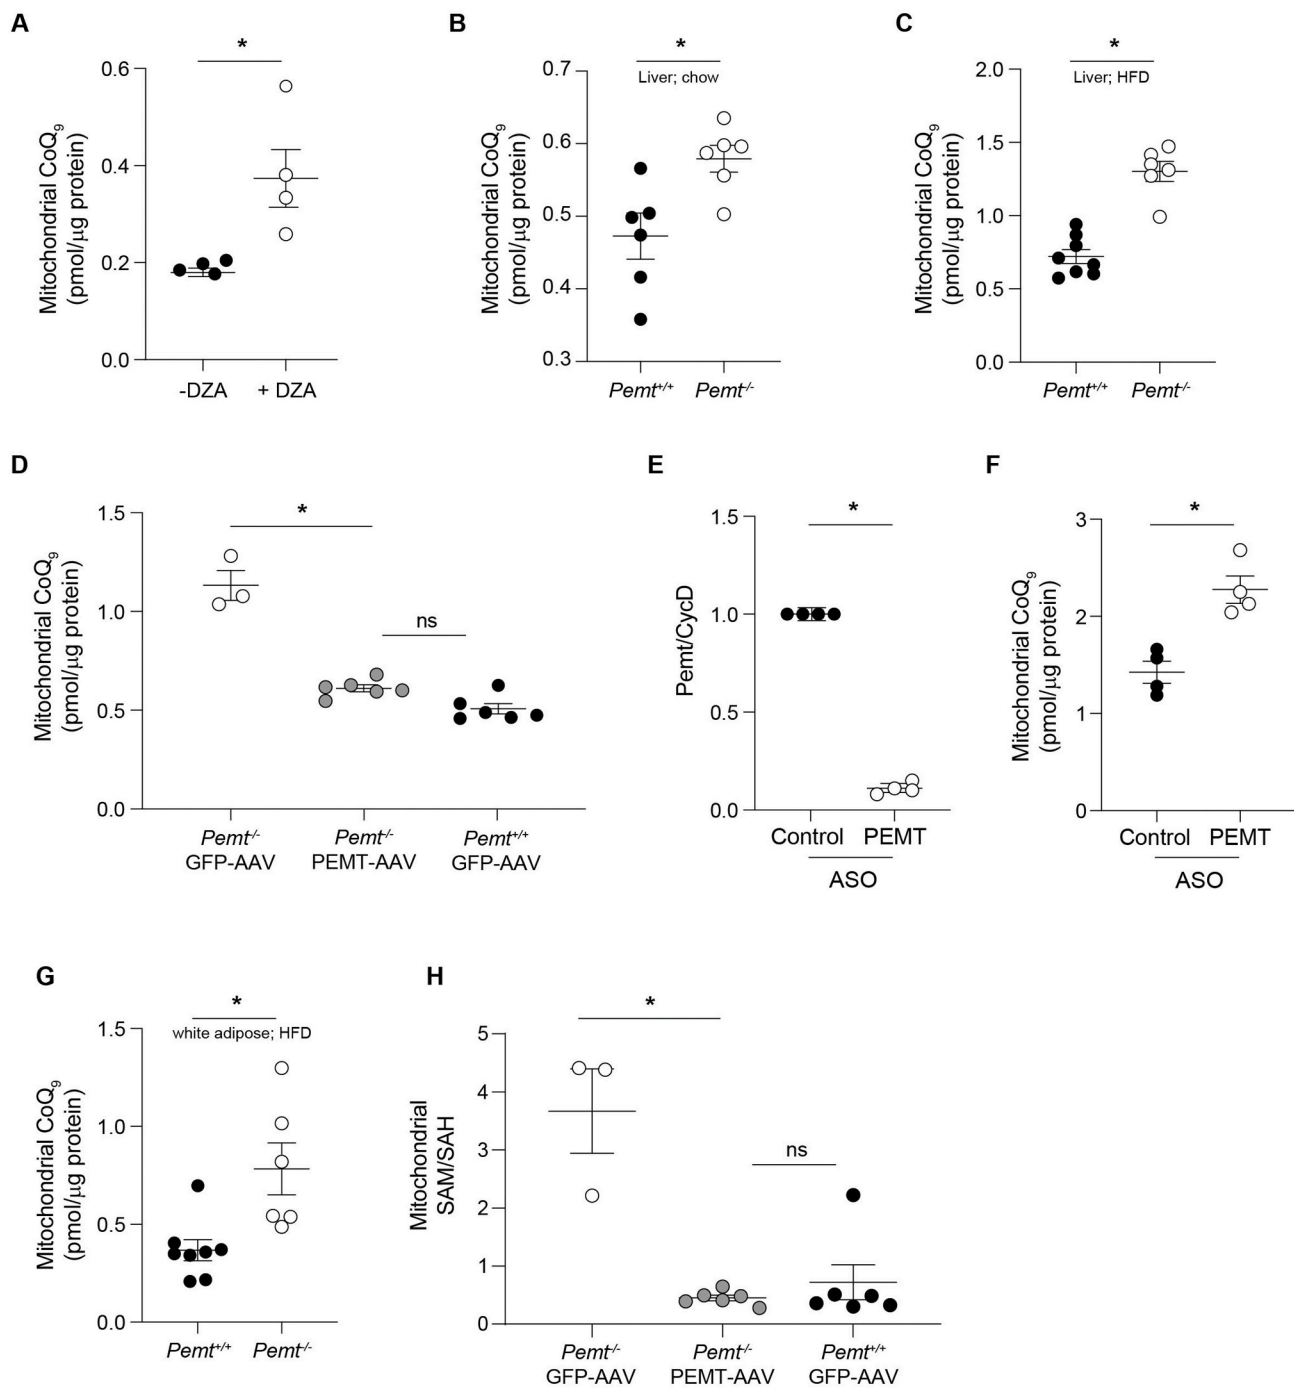 A
*
0.6
0.4
0.2
0.0
Mitochondrial CoQ₉
(pmol/μg protein)
-DZA + DZA
B
*
Liver; chow
0.7
0.6
0.5
0.4
0.3
Mitochondrial CoQ₉
(pmol/μg protein)
Pemt⁺/⁺ Pemt⁻/⁻
C
*
Liver; HFD
2.0
1.5
1.0
0.5
0.0
Mitochondrial CoQ₉
(pmol/μg protein)
Pemt⁺/⁺ Pemt⁻/⁻
D
*
ns
1.5
1.0
0.5
0.0
Mitochondrial CoQ₉
(pmol/μg protein)
Pemt⁻/⁻ Pemt⁻/⁻ Pemt⁺/⁺
GFP-AAV PEMT-AAV GFP-AAV
E
*
1.5
1.0
0.5
0.0
Pemt/CycD
Control PEMT
ASO
F
*
3
2
1
0
Mitochondrial CoQ₉
(pmol/μg protein)
Control PEMT
ASO
G
*
white adipose; HFD
1.5
1.0
0.5
0.0
Mitochondrial CoQ₉
(pmol/μg protein)
Pemt⁺/⁺ Pemt⁻/⁻
H
*
ns
5
4
3
2
1
0
Mitochondrial
SAM/SAH
Pemt⁻/⁻ Pemt⁻/⁻ Pemt⁺/⁺
GFP-AAV PEMT-AAV GFP-AAV